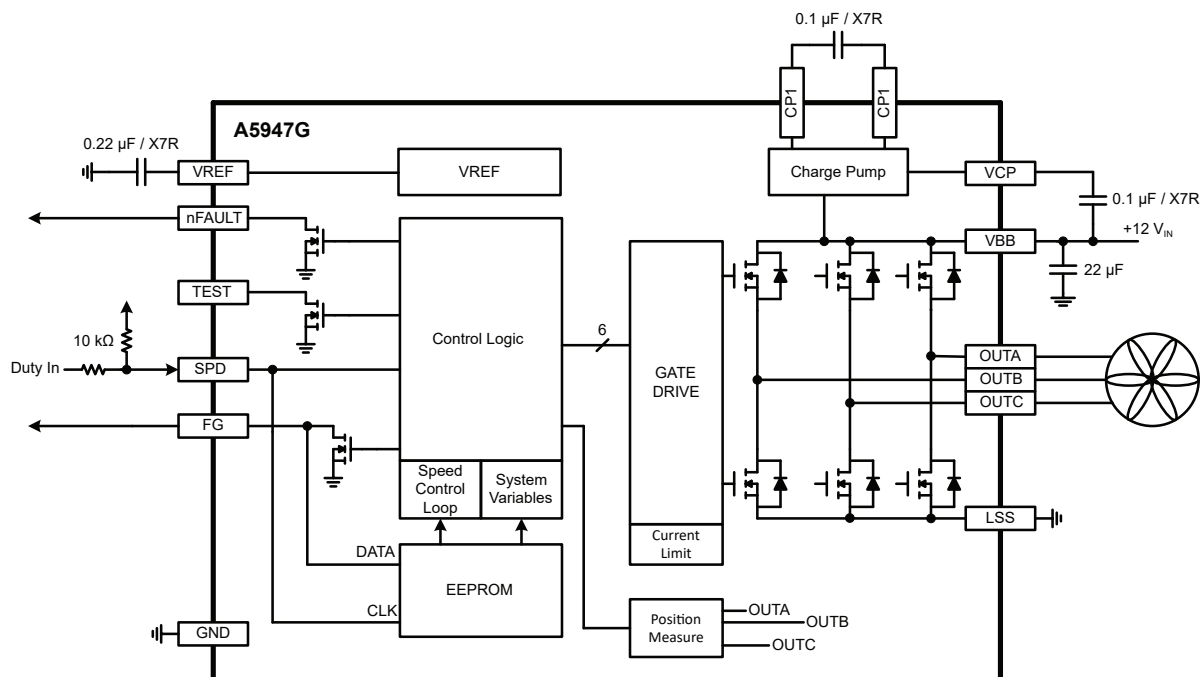 0.1 µF / X7R
CP1
CP1
A5947G
0.22 µF / X7R
VREF
VREF
Charge Pump
VCP
nFAULT
0.1 µF / X7R
+12 VIN
VBB
22 µF
TEST
Control Logic
6
GATE
DRIVE
10 kΩ
Duty In
SPD
OUTA
OUTB
OUTC
FG
Speed
Control
Loop
System
Variables
LSS
Current
Limit
DATA
EEPROM
CLK
Position
Measure
OUTA
OUTB
OUTC
GND